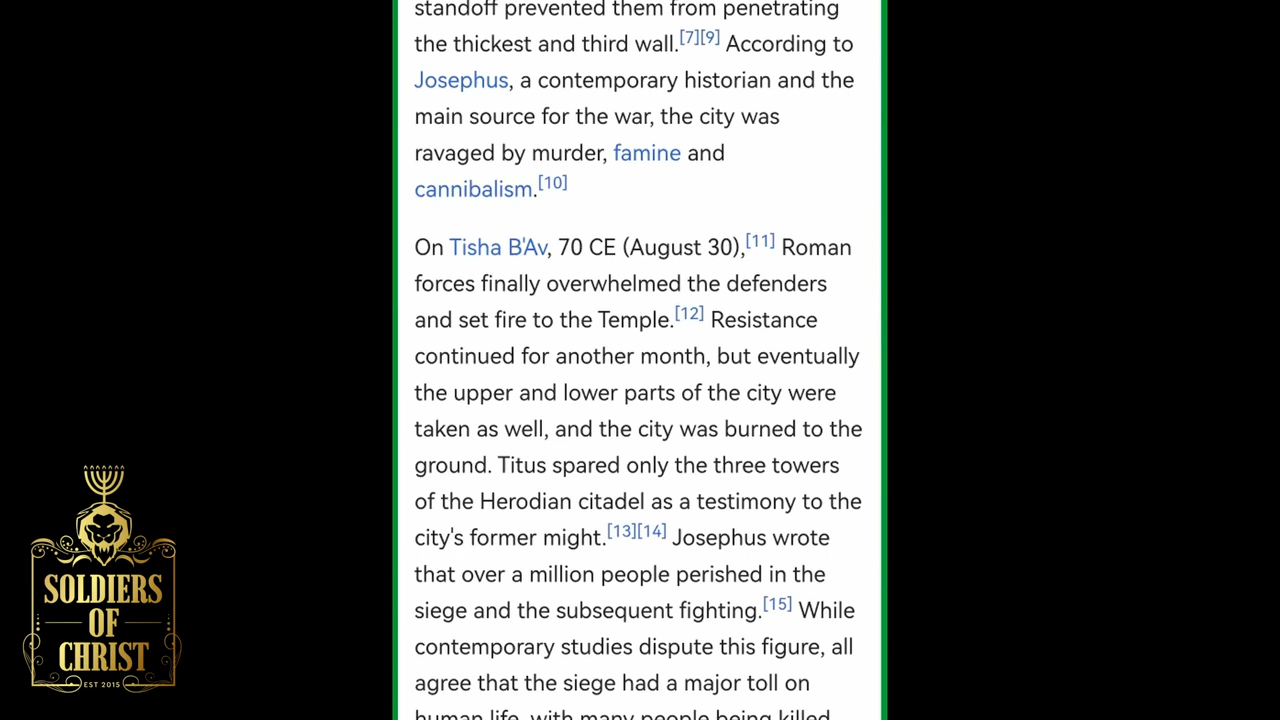 standoff prevented them from penetrating
the thickest and third wall.[7][9] According to
Josephus, a contemporary historian and the
main source for the war, the city was
ravaged by murder, famine and
cannibalism.[10]
On Tisha B'Av, 70 CE (August 30),[11] Roman
forces finally overwhelmed the defenders
and set fire to the Temple.[12] Resistance
continued for another month, but eventually
the upper and lower parts of the city were
taken as well, and the city was burned to the
ground. Titus spared only the three towers
of the Herodian citadel as a testimony to the
city's former might.[13][14] Josephus wrote
that over a million people perished in the
siege and the subsequent fighting.[15] While
contemporary studies dispute this figure, all
agree that the siege had a major toll on
human life, with many people being killed
SOLDIERS
OF
CHRIST
EST 2015